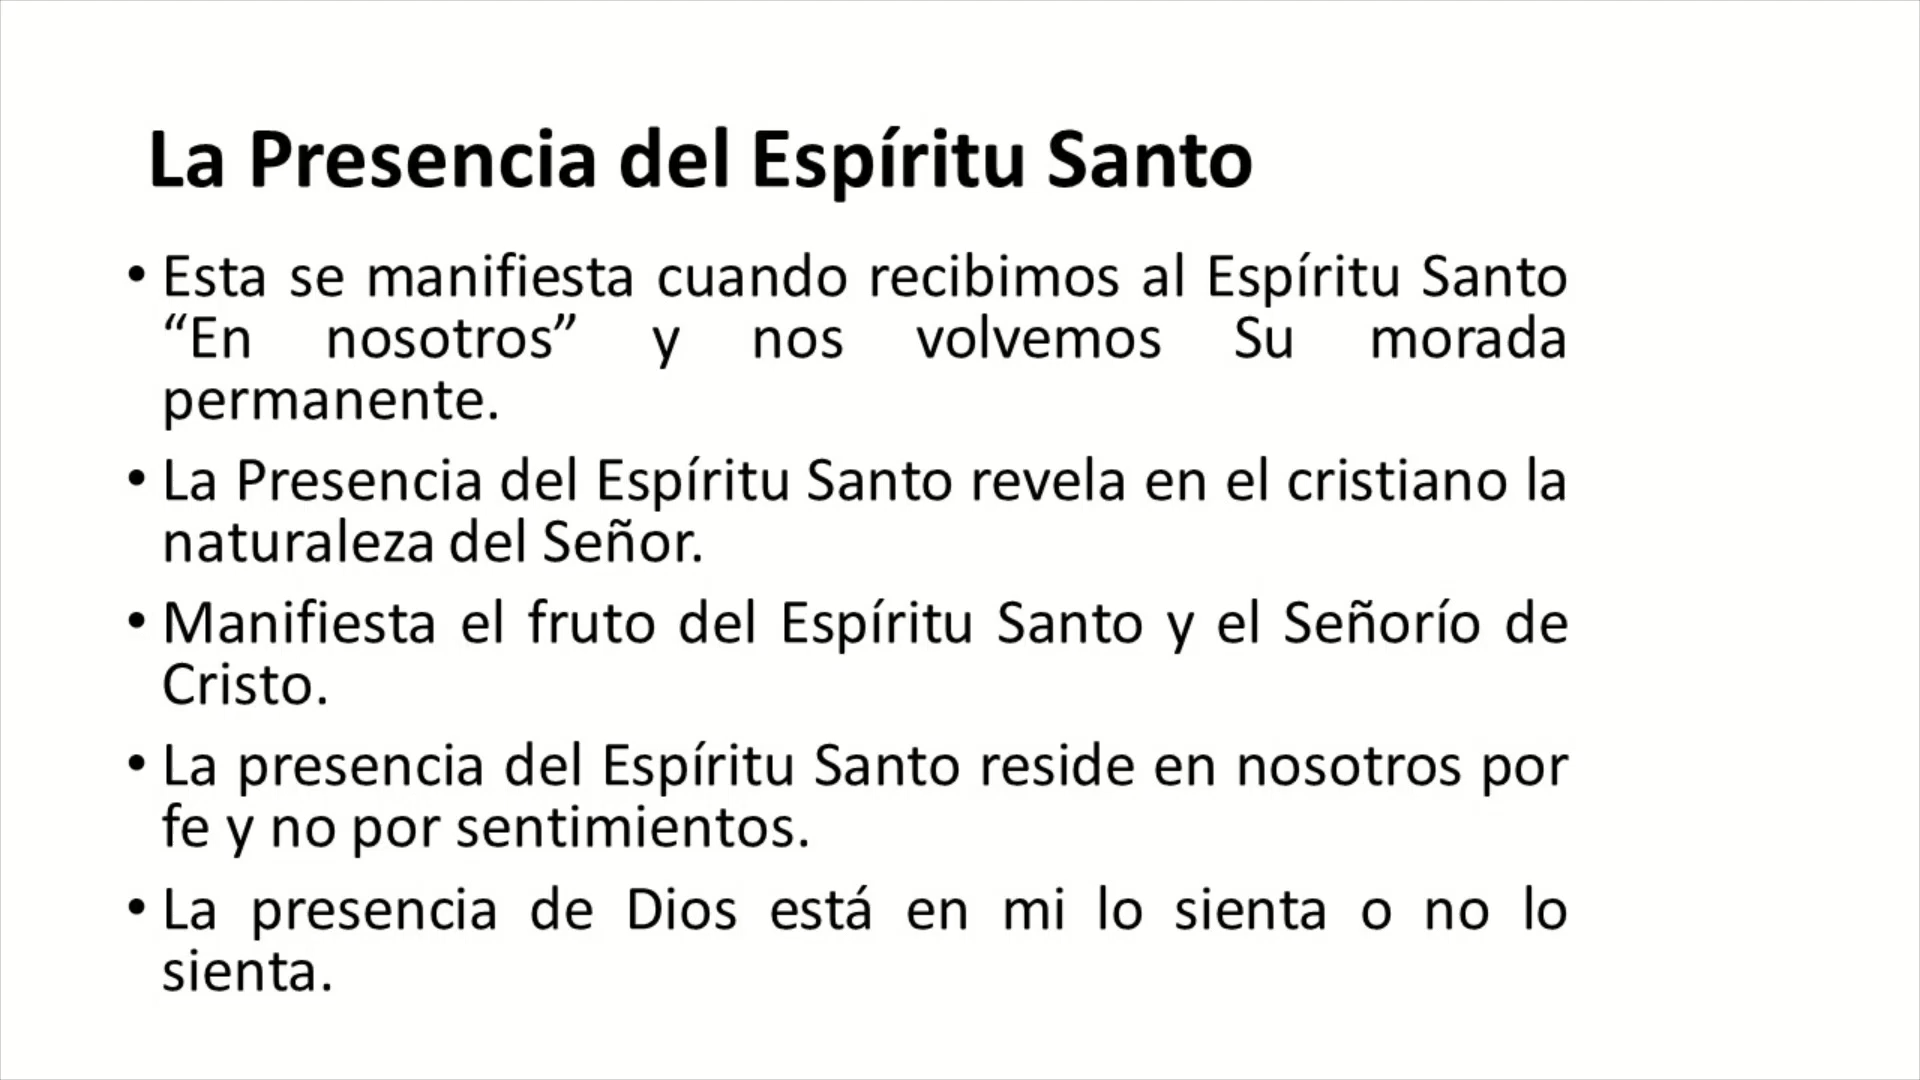 La Presencia del Espíritu Santo
• Esta se manifiesta cuando recibimos al Espíritu Santo
“En nosotros” y nos volvemos Su morada
permanente.
• La Presencia del Espíritu Santo revela en el cristiano la
naturaleza del Señor.
• Manifiesta el fruto del Espíritu Santo y el Señorío de
Cristo.
• La presencia del Espíritu Santo reside en nosotros por
fe y no por sentimientos.
• La presencia de Dios está en mi lo sienta o no lo
sienta.